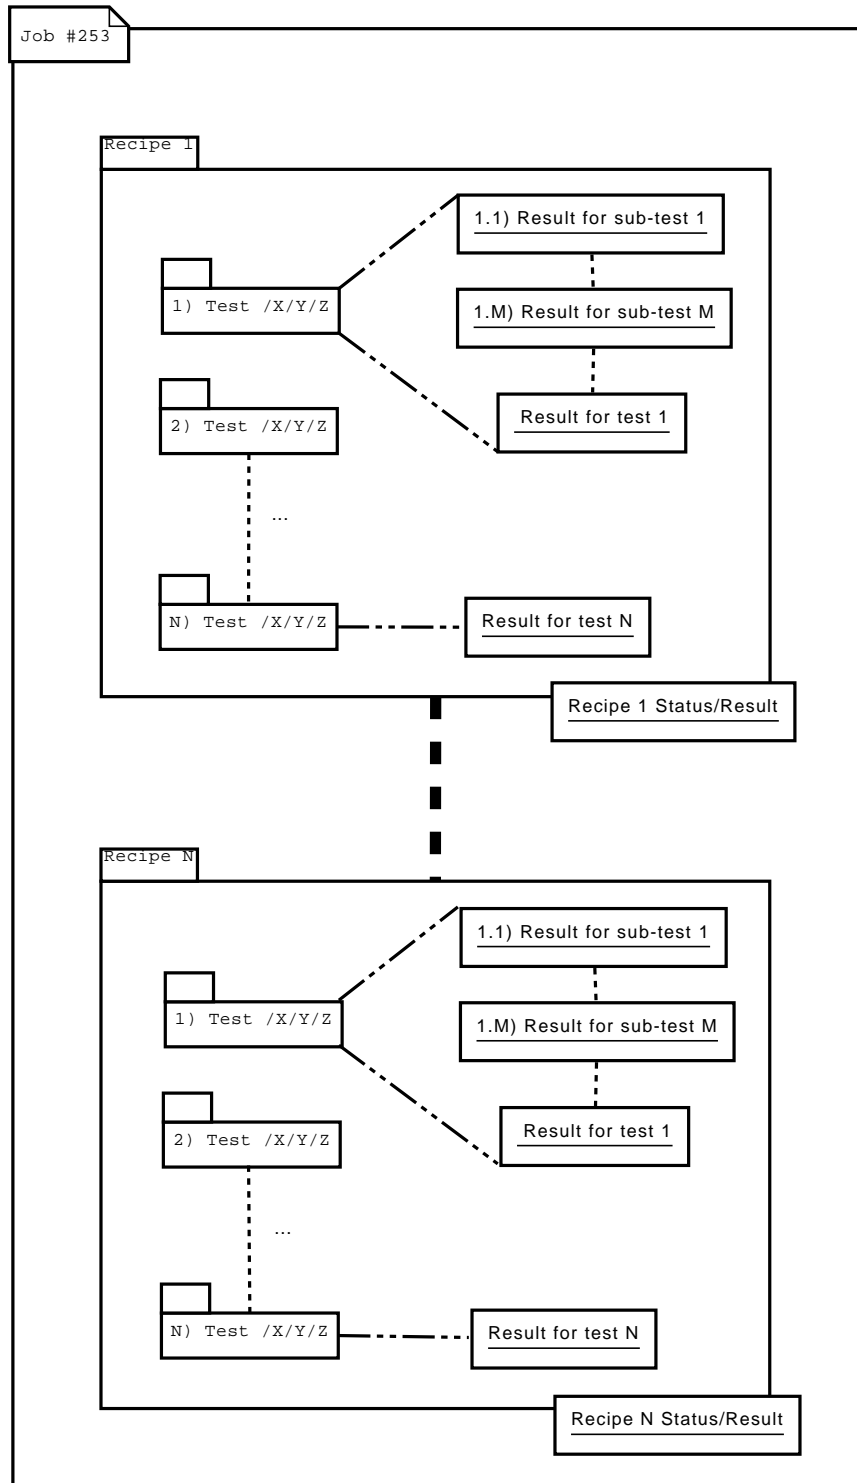 Job #253
Recipe 1
1.1) Result for sub-test 1
1) Test /X/Y/Z
1.M) Result for sub-test M
2) Test /X/Y/Z
Result for test 1
...
N) Test /X/Y/Z
Result for test N
Recipe 1 Status/Result
Recipe N
1.1) Result for sub-test 1
1) Test /X/Y/Z
1.M) Result for sub-test M
2) Test /X/Y/Z
Result for test 1
...
N) Test /X/Y/Z
Result for test N
Recipe N Status/Result